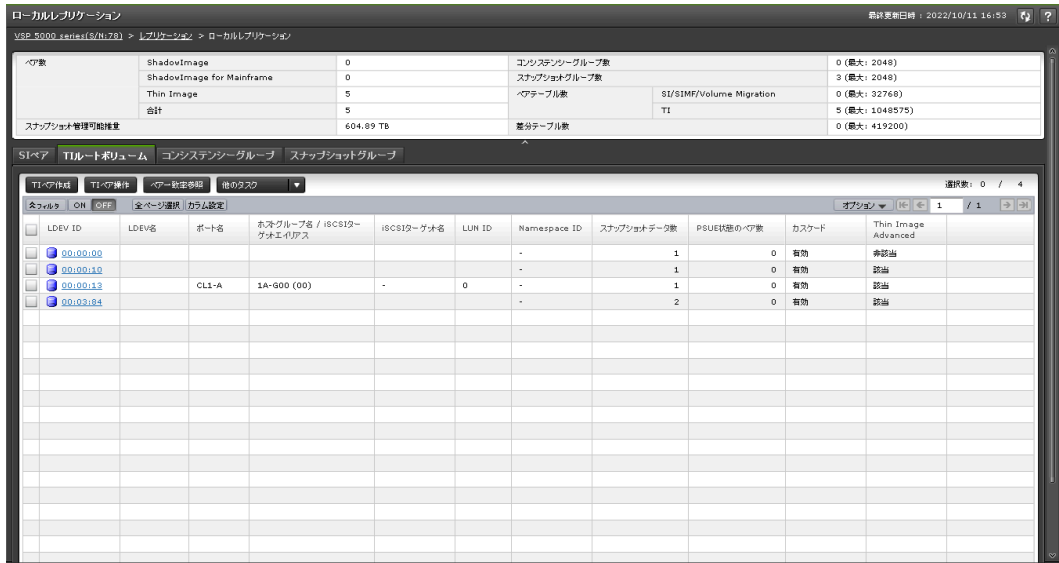 ローカルレプリケーション 最終更新日時 : 2022/10/11 16:53 ?
VSP 5000 series(S/N:78) > レプリケーション > ローカルレプリケーション
ペア数 ShadowImage 0 コンシステンシーグループ数 0 (最大: 2048)
ShadowImage for Mainframe 0 スナップショットグループ数 3 (最大: 2048)
Thin Image 5 ペアテーブル数 SI/SIMF/Volume Migration 0 (最大: 32768)
合計 5 TI 5 (最大: 1048575)
スナップショット管理可能推量 604.89 TB 差分テーブル数 0 (最大: 419200)
SIペア TIルートボリューム コンシステンシーグループ スナップショットグループ
TIペア作成 TIペア操作 ペア一致率参照 他のタスク 選択数: 0 / 4
フィルタ ON OFF 全ページ選択 カラム設定 オプション 1 / 1
LDEV ID LDEV名 ポート名 ホストグループ名 / iSCSIターゲットエイリアス iSCSIターゲット名 LUN ID Namespace ID スナップショットデータ数 PSUE状態のペア数 カスケード Thin Image Advanced
00:00:00 - 1 0 有効 非該当
00:00:10 - 1 0 有効 該当
00:00:13 CL1-A 1A-G00 (00) - 0 - 1 0 有効 該当
00:03:84 - 2 0 有効 該当